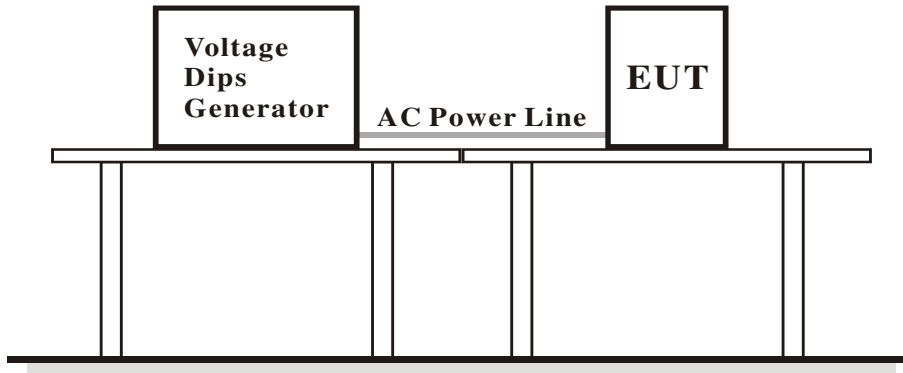 Voltage
Dips
Generator
AC Power Line
EUT